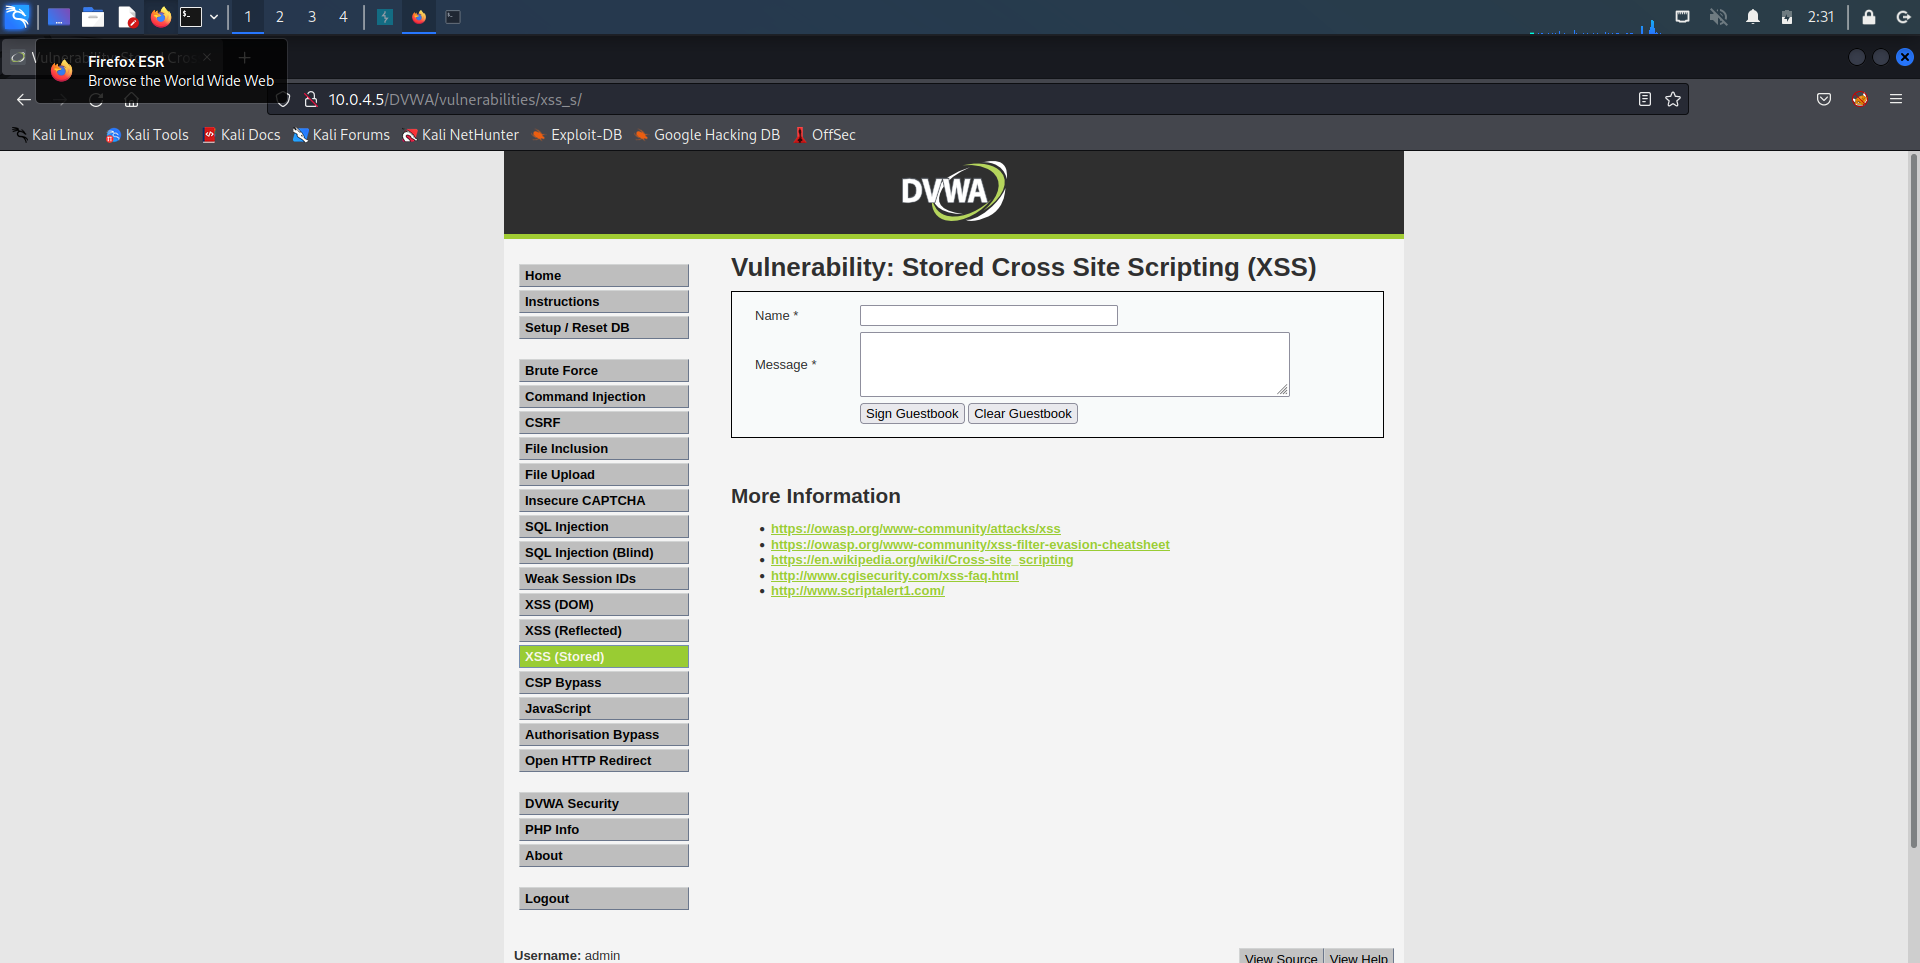 1 2 3 4 2:31
Firefox ESR
Browse the World Wide Web
10.0.4.5/DVWA/vulnerabilities/xss_s/
Kali Linux Kali Tools Kali Docs Kali Forums Kali NetHunter Exploit-DB Google Hacking DB OffSec
DVWA
Home
Instructions
Setup / Reset DB
Brute Force
Command Injection
CSRF
File Inclusion
File Upload
Insecure CAPTCHA
SQL Injection
SQL Injection (Blind)
Weak Session IDs
XSS (DOM)
XSS (Reflected)
XSS (Stored)
CSP Bypass
JavaScript
Authorisation Bypass
Open HTTP Redirect
DVWA Security
PHP Info
About
Logout
Vulnerability: Stored Cross Site Scripting (XSS)
Name *
Message *
Sign Guestbook Clear Guestbook
More Information
https://owasp.org/www-community/attacks/xss
https://owasp.org/www-community/xss-filter-evasion-cheatsheet
https://en.wikipedia.org/wiki/Cross-site_scripting
http://www.cgisecurity.com/xss-faq.html
http://www.scriptalert1.com/
Username: admin
View Source View Help